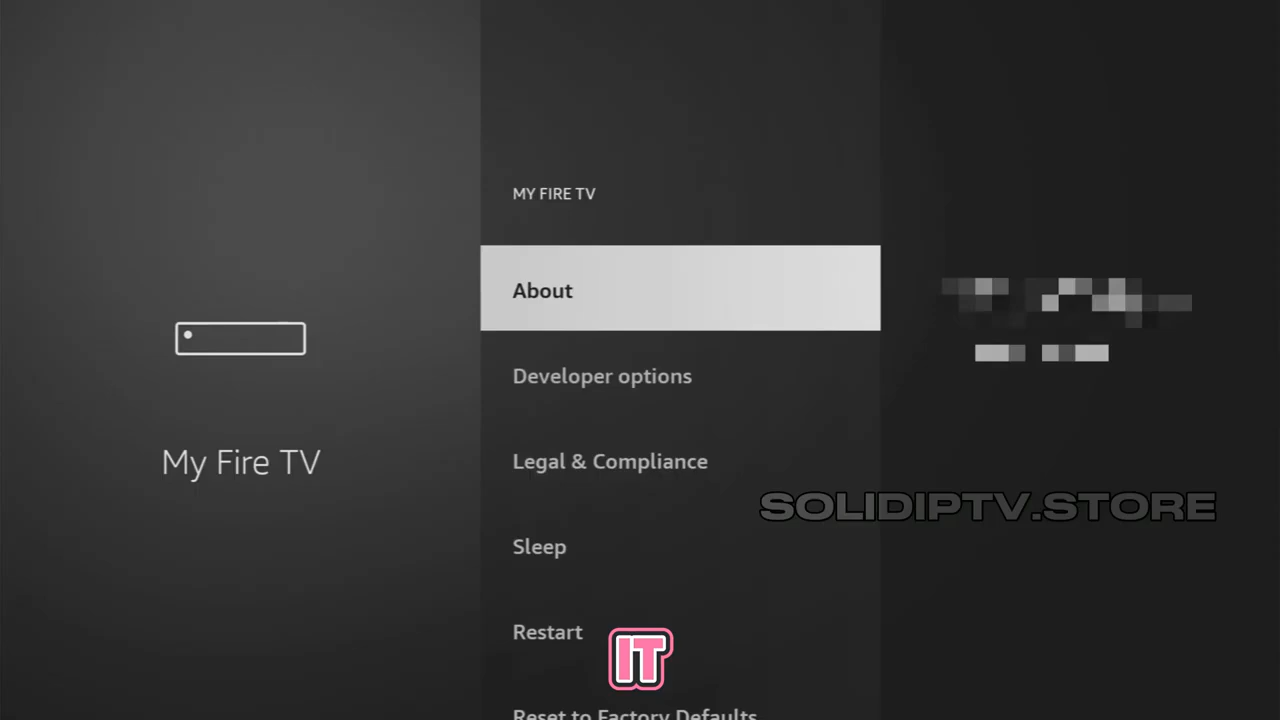 MY FIRE TV
About
Developer options
My Fire TV
Legal & Compliance
SOLIDIPTV.STORE
Sleep
Restart
IT
Reset to Factory Defaults